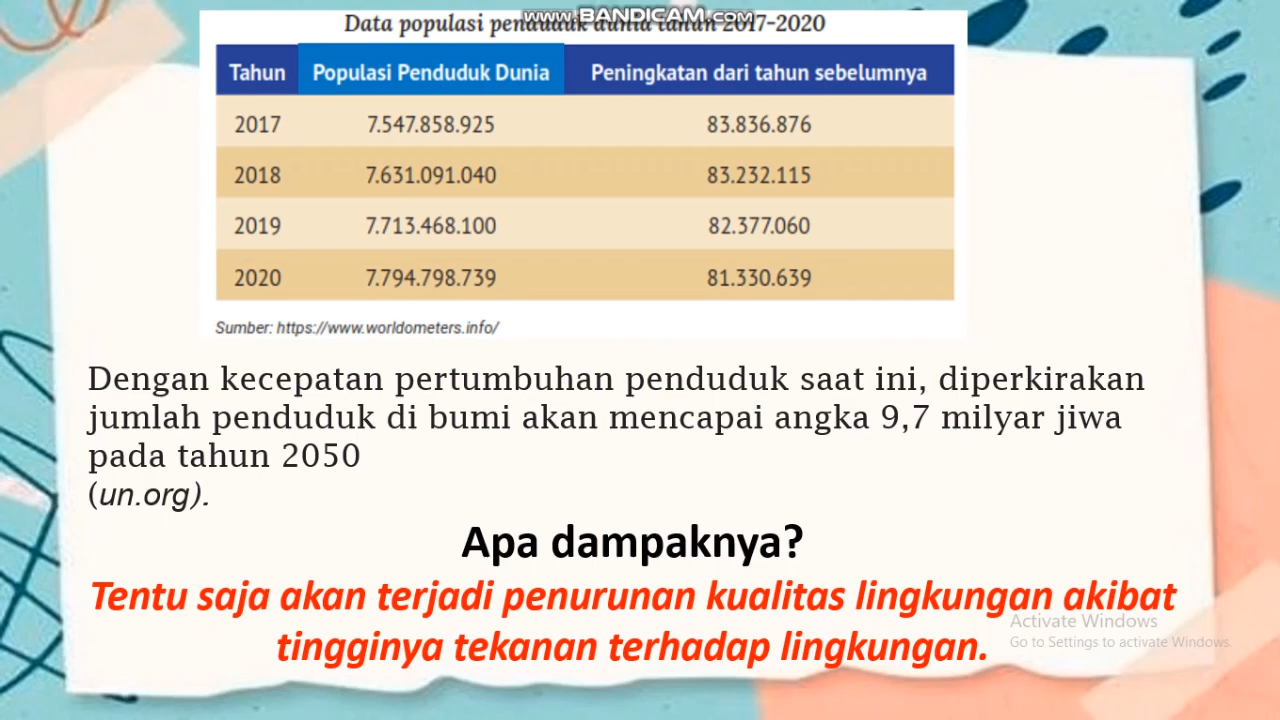 www.BANDICAM.com
Data populasi penduduk dunia tahun 2017-2020
Tahun Populasi Penduduk Dunia Peningkatan dari tahun sebelumnya
2017 7.547.858.925 83.836.876
2018 7.631.091.040 83.232.115
2019 7.713.468.100 82.377.060
2020 7.794.798.739 81.330.639
Sumber: https://www.worldometers.info/
Dengan kecepatan pertumbuhan penduduk saat ini, diperkirakan
jumlah penduduk di bumi akan mencapai angka 9,7 milyar jiwa
pada tahun 2050
(un.org).
Apa dampaknya?
Tentu saja akan terjadi penurunan kualitas lingkungan akibat
tingginya tekanan terhadap lingkungan.
Activate Windows
Go to Settings to activate Windows.